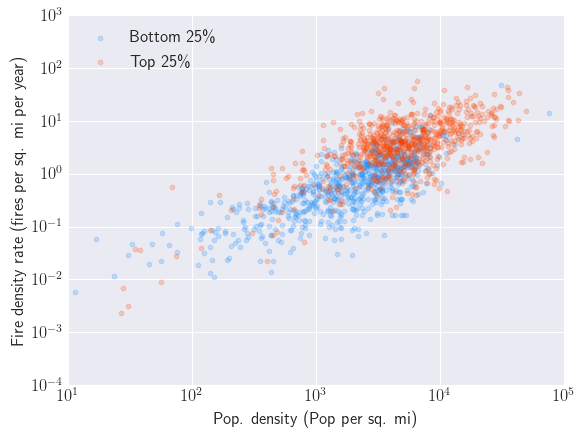 10^3
10^2
10^1
10^0
10^-1
10^-2
10^-3
10^-4
Fire density rate (fires per sq. mi per year)
Bottom 25%
Top 25%
10^1 10^2 10^3 10^4 10^5
Pop. density (Pop per sq. mi)